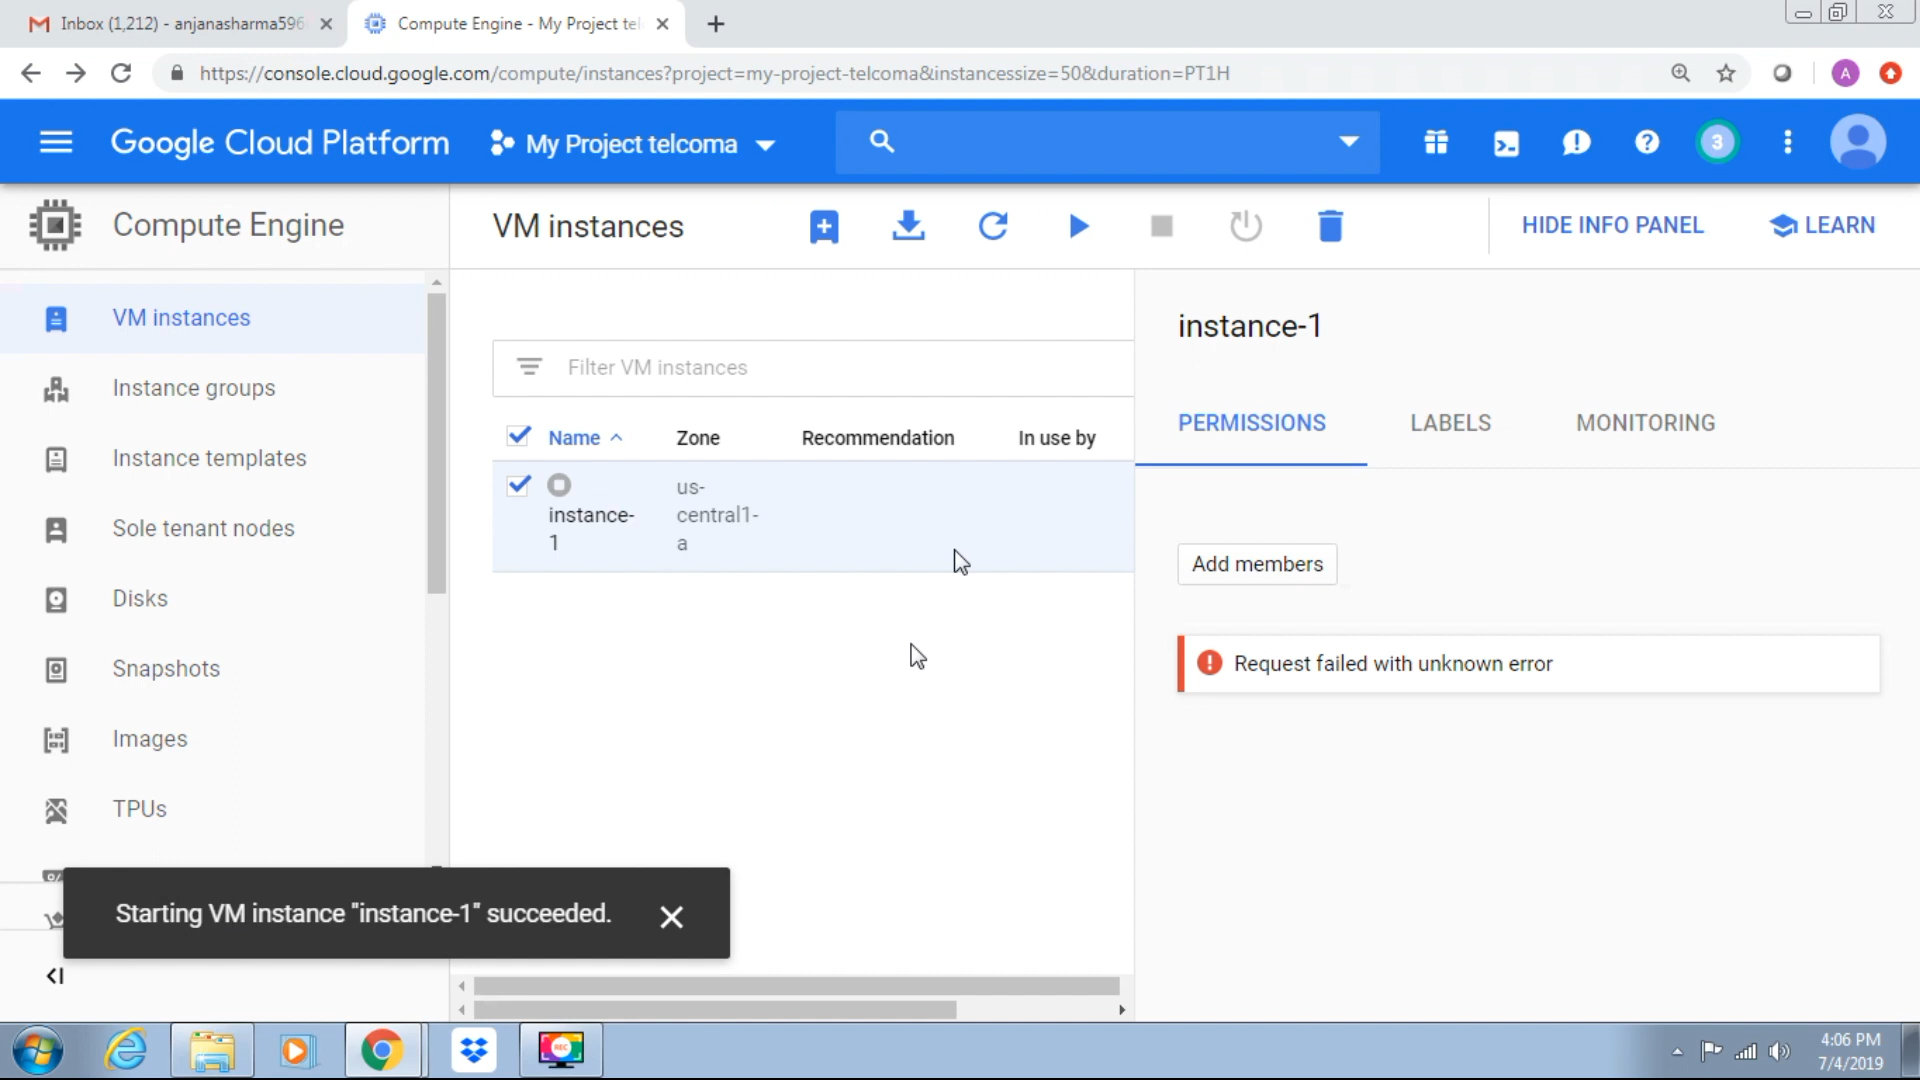 Inbox (1,212) - anjanasharma596
Compute Engine - My Project tel
https://console.cloud.google.com/compute/instances?project=my-project-telcoma&instancessize=50&duration=PT1H
A
Google Cloud Platform
My Project telcoma
3
Compute Engine
VM instances
HIDE INFO PANEL
LEARN
VM instances
Instance groups
Instance templates
Sole tenant nodes
Disks
Snapshots
Images
TPUs
Filter VM instances
Name
Zone
Recommendation
In use by
instance-
1
us-
central1-
a
instance-1
PERMISSIONS
LABELS
MONITORING
Add members
Request failed with unknown error
Starting VM instance "instance-1" succeeded.
REC
4:06 PM
7/4/2019